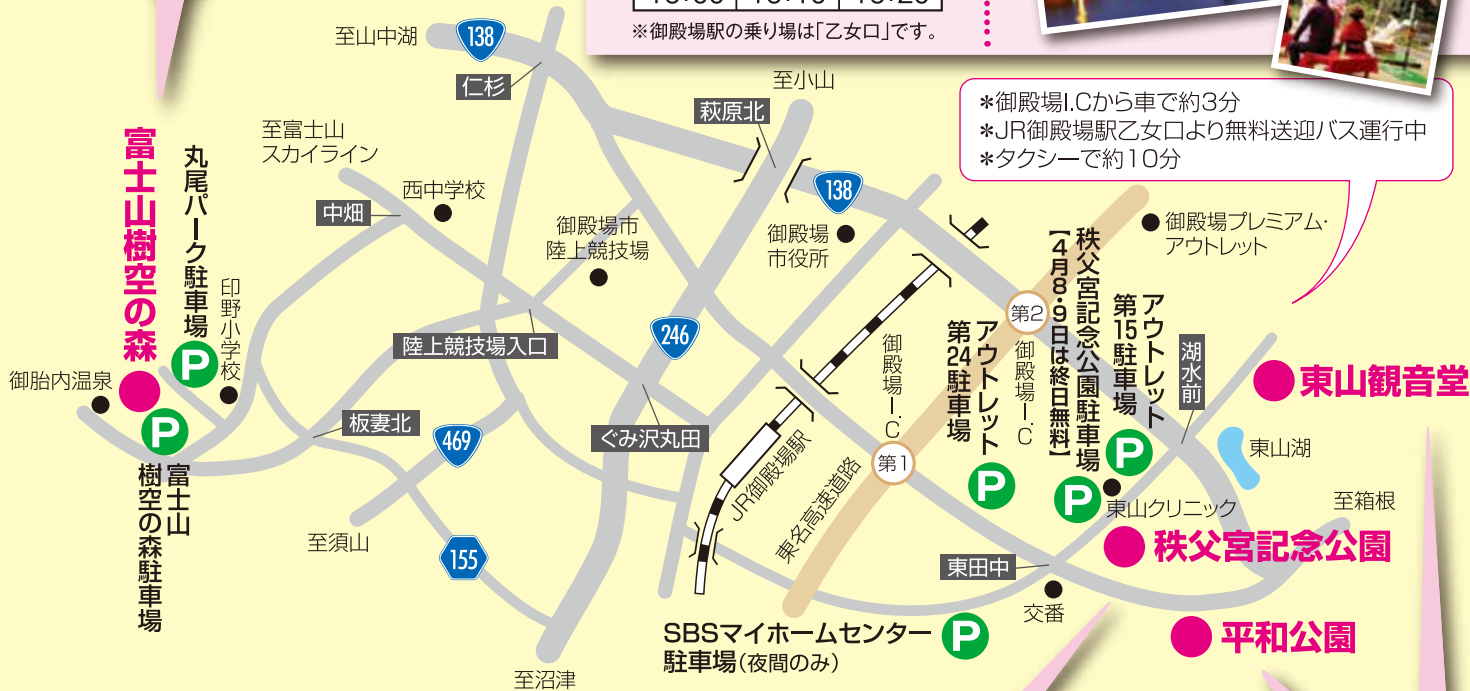 ※御殿場駅の乗り場は「乙女口」です。
至山中湖
138
仁杉
至小山
萩原北
*御殿場I.Cから車で約3分
*JR御殿場駅乙女口より無料送迎バス運行中
*タクシーで約10分
至富士山
スカイライン
富士山樹空の森
丸尾パーク駐車場
P
印野小学校
西中学校
中畑
御殿場市
陸上競技場
御殿場
市役所
138
御殿場プレミアム・
アウトレット
陸上競技場入口
246
御殿場I.C
第1
第2
御殿場I.C
アウトレット
第24駐車場
P
秩父宮記念公園駐車場
【4月8・9日は終日無料】
P
アウトレット
第15駐車場
P
湖水前
東山観音堂
東山湖
御胎内温泉
P
富士山
樹空の森駐車場
板妻北
469
ぐみ沢丸田
JR御殿場駅
東名高速道路
東山クリニック
至箱根
秩父宮記念公園
至須山
155
東田中
交番
平和公園
SBSマイホームセンター
駐車場(夜間のみ)
P
至沼津